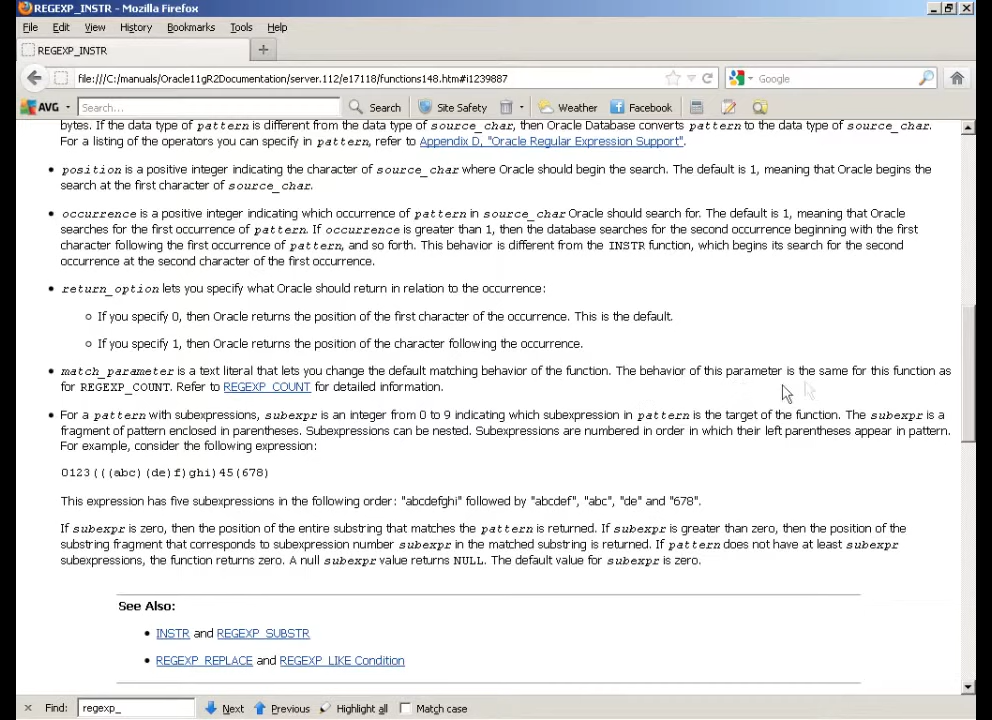 REGEXP_INSTR - Mozilla Firefox
File Edit View History Bookmarks Tools Help
REGEXP_INSTR
file:///C:/manuals/Oracle11gR2Documentation/server.112/e17118/functions148.htm#i1239887
Google
AVG Search... Search Site Safety Weather Facebook
bytes. If the data type of pattern is different from the data type of source_char, then Oracle Database converts pattern to the data type of source_char.
For a listing of the operators you can specify in pattern, refer to Appendix D, "Oracle Regular Expression Support".
• position is a positive integer indicating the character of source_char where Oracle should begin the search. The default is 1, meaning that Oracle begins the
search at the first character of source_char.
• occurrence is a positive integer indicating which occurrence of pattern in source_char Oracle should search for. The default is 1, meaning that Oracle
searches for the first occurrence of pattern. If occurrence is greater than 1, then the database searches for the second occurrence beginning with the first
character following the first occurrence of pattern, and so forth. This behavior is different from the INSTR function, which begins its search for the second
occurrence at the second character of the first occurrence.
• return_option lets you specify what Oracle should return in relation to the occurrence:
If you specify 0, then Oracle returns the position of the first character of the occurrence. This is the default.
If you specify 1, then Oracle returns the position of the character following the occurrence.
• match_parameter is a text literal that lets you change the default matching behavior of the function. The behavior of this parameter is the same for this function as
for REGEXP_COUNT. Refer to REGEXP_COUNT for detailed information.
• For a pattern with subexpressions, subexpr is an integer from 0 to 9 indicating which subexpression in pattern is the target of the function. The subexpr is a
fragment of pattern enclosed in parentheses. Subexpressions can be nested. Subexpressions are numbered in order in which their left parentheses appear in pattern.
For example, consider the following expression:
0123(((abc)(de)f)ghi)45(678)
This expression has five subexpressions in the following order: "abcdefghi" followed by "abcdef", "abc", "de" and "678".
If subexpr is zero, then the position of the entire substring that matches the pattern is returned. If subexpr is greater than zero, then the position of the
substring fragment that corresponds to subexpression number subexpr in the matched substring is returned. If pattern does not have at least subexpr
subexpressions, the function returns zero. A null subexpr value returns NULL. The default value for subexpr is zero.
See Also:
• INSTR and REGEXP_SUBSTR
• REGEXP_REPLACE and REGEXP_LIKE Condition
Find: regexp_ Next Previous Highlight all Match case